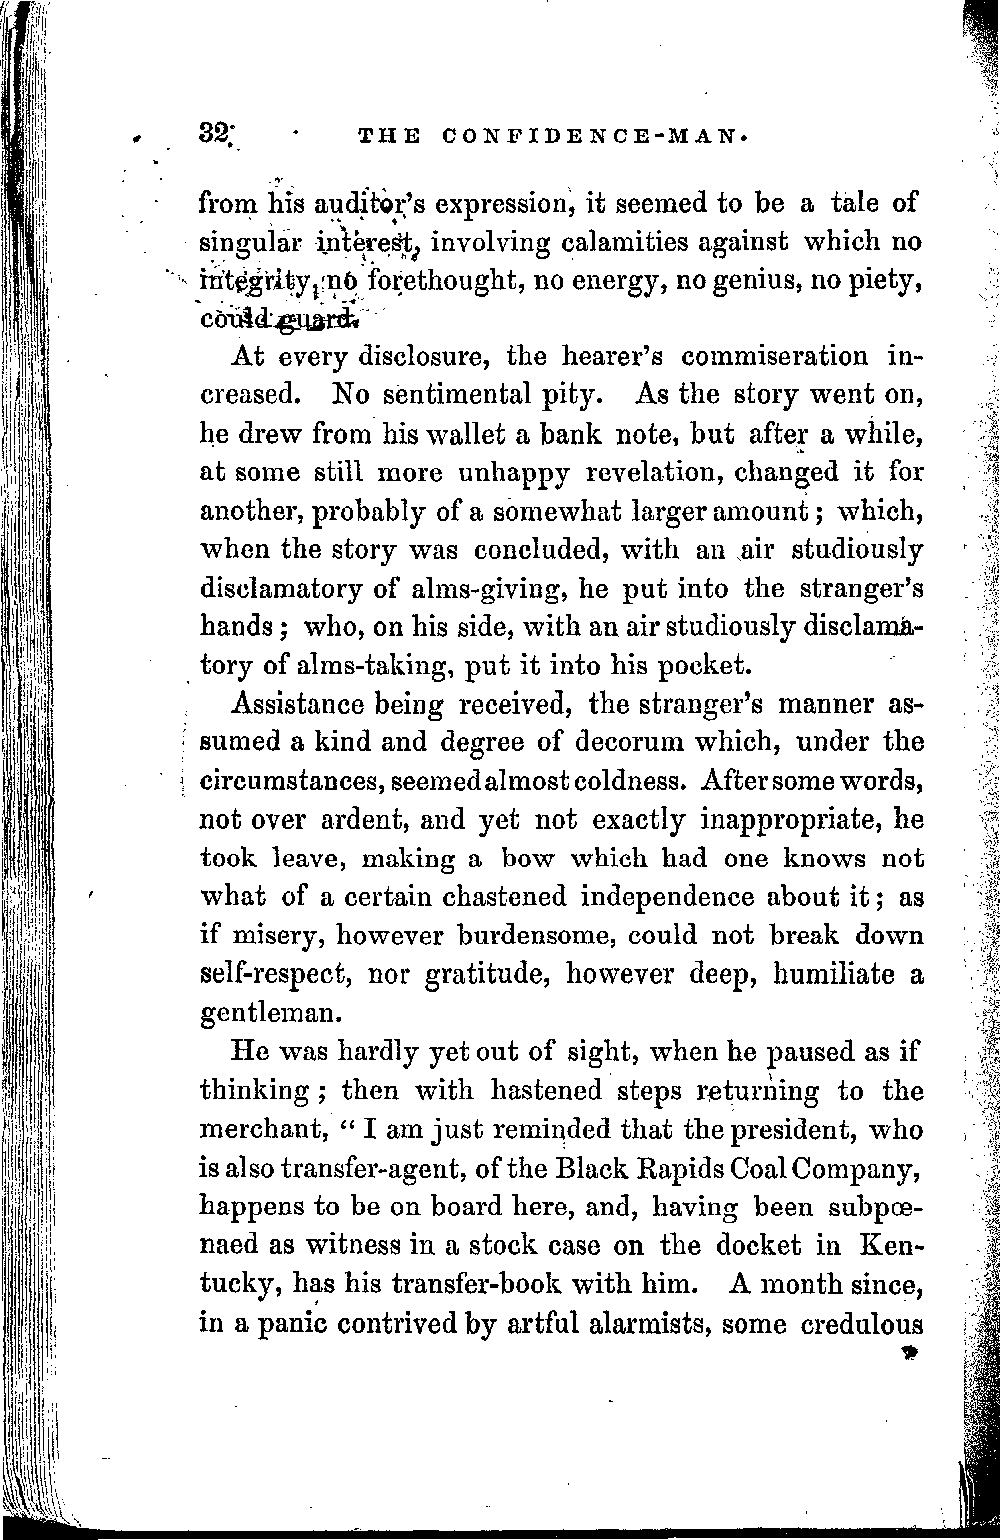 32 THE CONFIDENCE-MAN.
from his auditor's expression, it seemed to be a tale of
singular interest, involving calamities against which no
integrity, no forethought, no energy, no genius, no piety,
could guard.
At every disclosure, the hearer's commiseration in-
creased. No sentimental pity. As the story went on,
he drew from his wallet a bank note, but after a while,
at some still more unhappy revelation, changed it for
another, probably of a somewhat larger amount; which,
when the story was concluded, with an air studiously
disclamatory of alms-giving, he put into the stranger's
hands; who, on his side, with an air studiously disclama-
tory of alms-taking, put it into his pocket.
Assistance being received, the stranger's manner as-
sumed a kind and degree of decorum which, under the
circumstances, seemed almost coldness. After some words,
not over ardent, and yet not exactly inappropriate, he
took leave, making a bow which had one knows not
what of a certain chastened independence about it; as
if misery, however burdensome, could not break down
self-respect, nor gratitude, however deep, humiliate a
gentleman.
He was hardly yet out of sight, when he paused as if
thinking; then with hastened steps returning to the
merchant, "I am just reminded that the president, who
is also transfer-agent, of the Black Rapids Coal Company,
happens to be on board here, and, having been subpœ-
naed as witness in a stock case on the docket in Ken-
tucky, has his transfer-book with him. A month since,
in a panic contrived by artful alarmists, some credulous